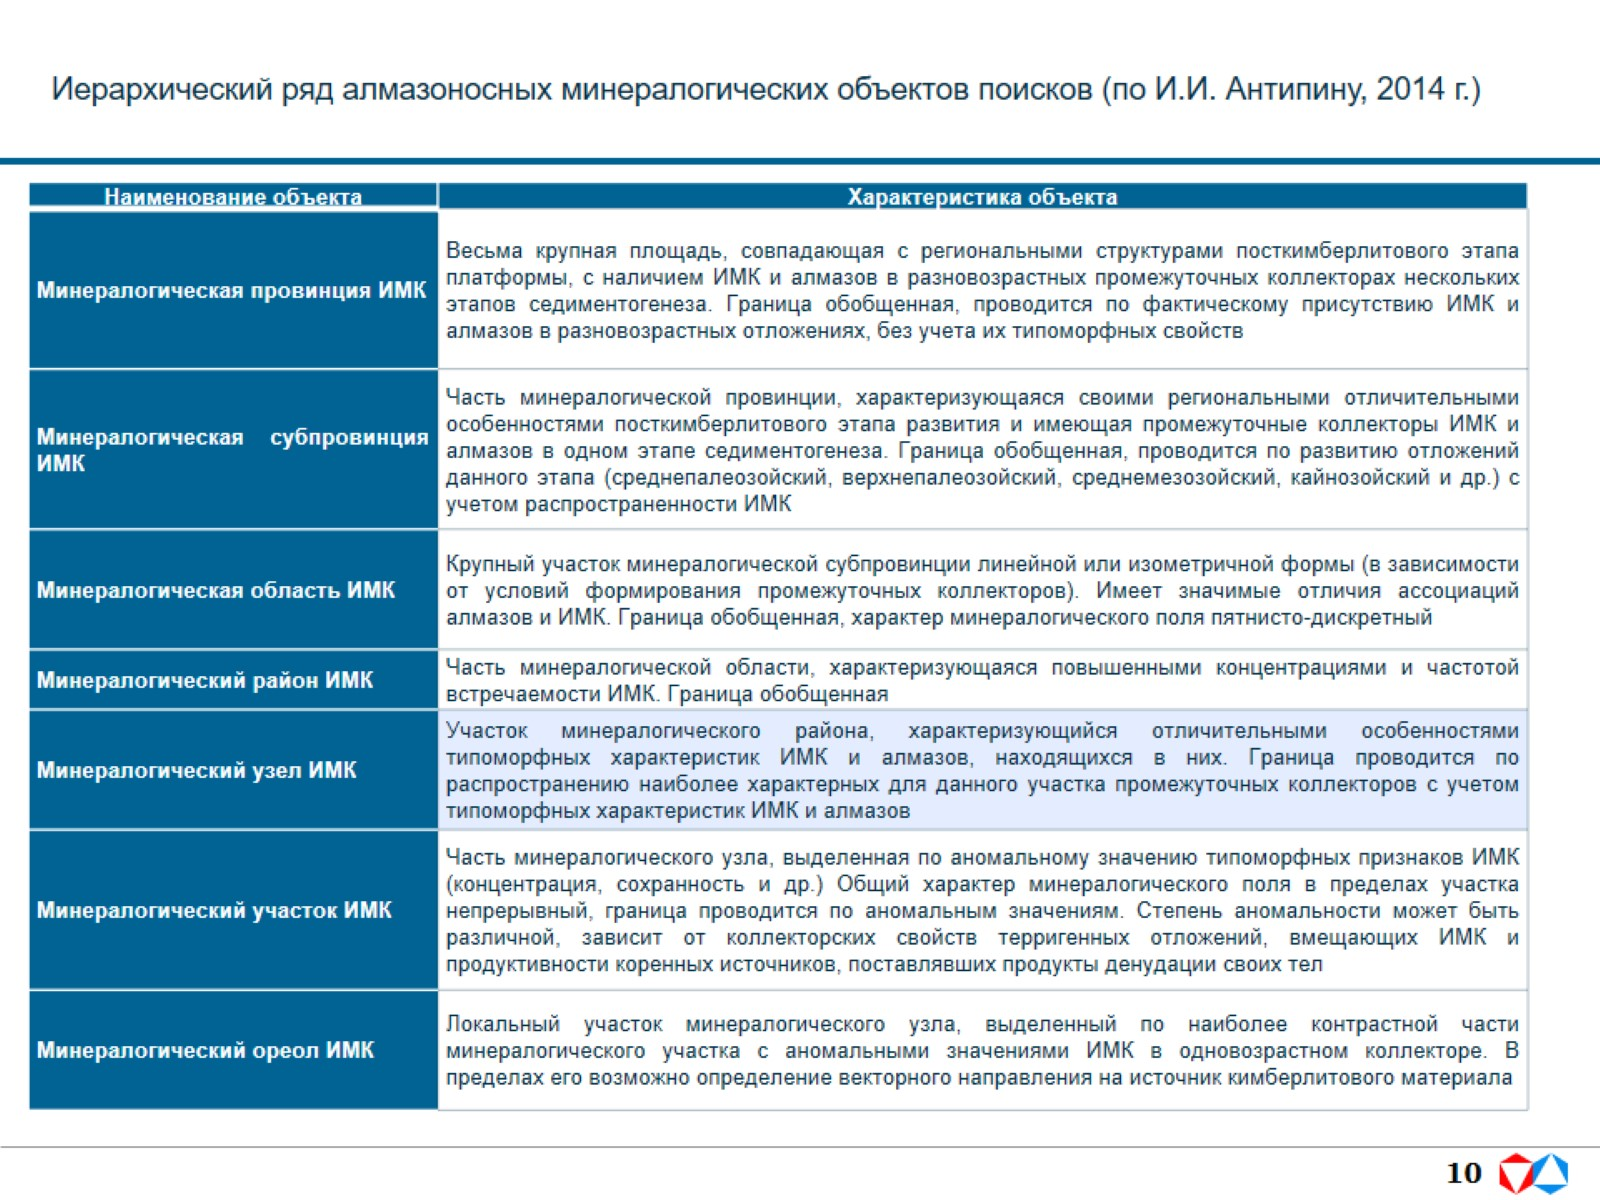 Иерархический ряд алмазоносных минералогических объектов поисков (по И.И. Антипину, 2014 г.)
Наименование объекта
Характеристика объекта
Минералогическая провинция ИМК
Весьма крупная площадь, совпадающая с региональными структурами посткимберлитового этапа
платформы, с наличием ИМК и алмазов в разновозрастных промежуточных коллекторах нескольких
этапов седиментогенеза. Граница обобщенная, проводится по фактическому присутствию ИМК и
алмазов в разновозрастных отложениях, без учета их типоморфных свойств
Минералогическая субпровинция
ИМК
Часть минералогической провинции, характеризующаяся своими региональными отличительными
особенностями посткимберлитового этапа развития и имеющая промежуточные коллекторы ИМК и
алмазов в одном этапе седиментогенеза. Граница обобщенная, проводится по развитию отложений
данного этапа (среднепалеозойский, верхнепалеозойский, среднемезозойский, кайнозойский и др.) с
учетом распространенности ИМК
Минералогическая область ИМК
Крупный участок минералогической субпровинции линейной или изометричной формы (в зависимости
от условий формирования промежуточных коллекторов). Имеет значимые отличия ассоциаций
алмазов и ИМК. Граница обобщенная, характер минералогического поля пятнисто-дискретный
Минералогический район ИМК
Часть минералогической области, характеризующаяся повышенными концентрациями и частотой
встречаемости ИМК. Граница обобщенная
Минералогический узел ИМК
Участок минералогического района, характеризующийся отличительными особенностями
типоморфных характеристик ИМК и алмазов, находящихся в них. Граница проводится по
распространению наиболее характерных для данного участка промежуточных коллекторов с учетом
типоморфных характеристик ИМК и алмазов
Минералогический участок ИМК
Часть минералогического узла, выделенная по аномальному значению типоморфных признаков ИМК
(концентрация, сохранность и др.) Общий характер минералогического поля в пределах участка
непрерывный, граница проводится по аномальным значениям. Степень аномальности может быть
различной, зависит от коллекторских свойств терригенных отложений, вмещающих ИМК и
продуктивности коренных источников, поставлявших продукты денудации своих тел
Минералогический ореол ИМК
Локальный участок минералогического узла, выделенный по наиболее контрастной части
минералогического участка с аномальными значениями ИМК в одновозрастном коллекторе. В
пределах его возможно определение векторного направления на источник кимберлитового материала
10